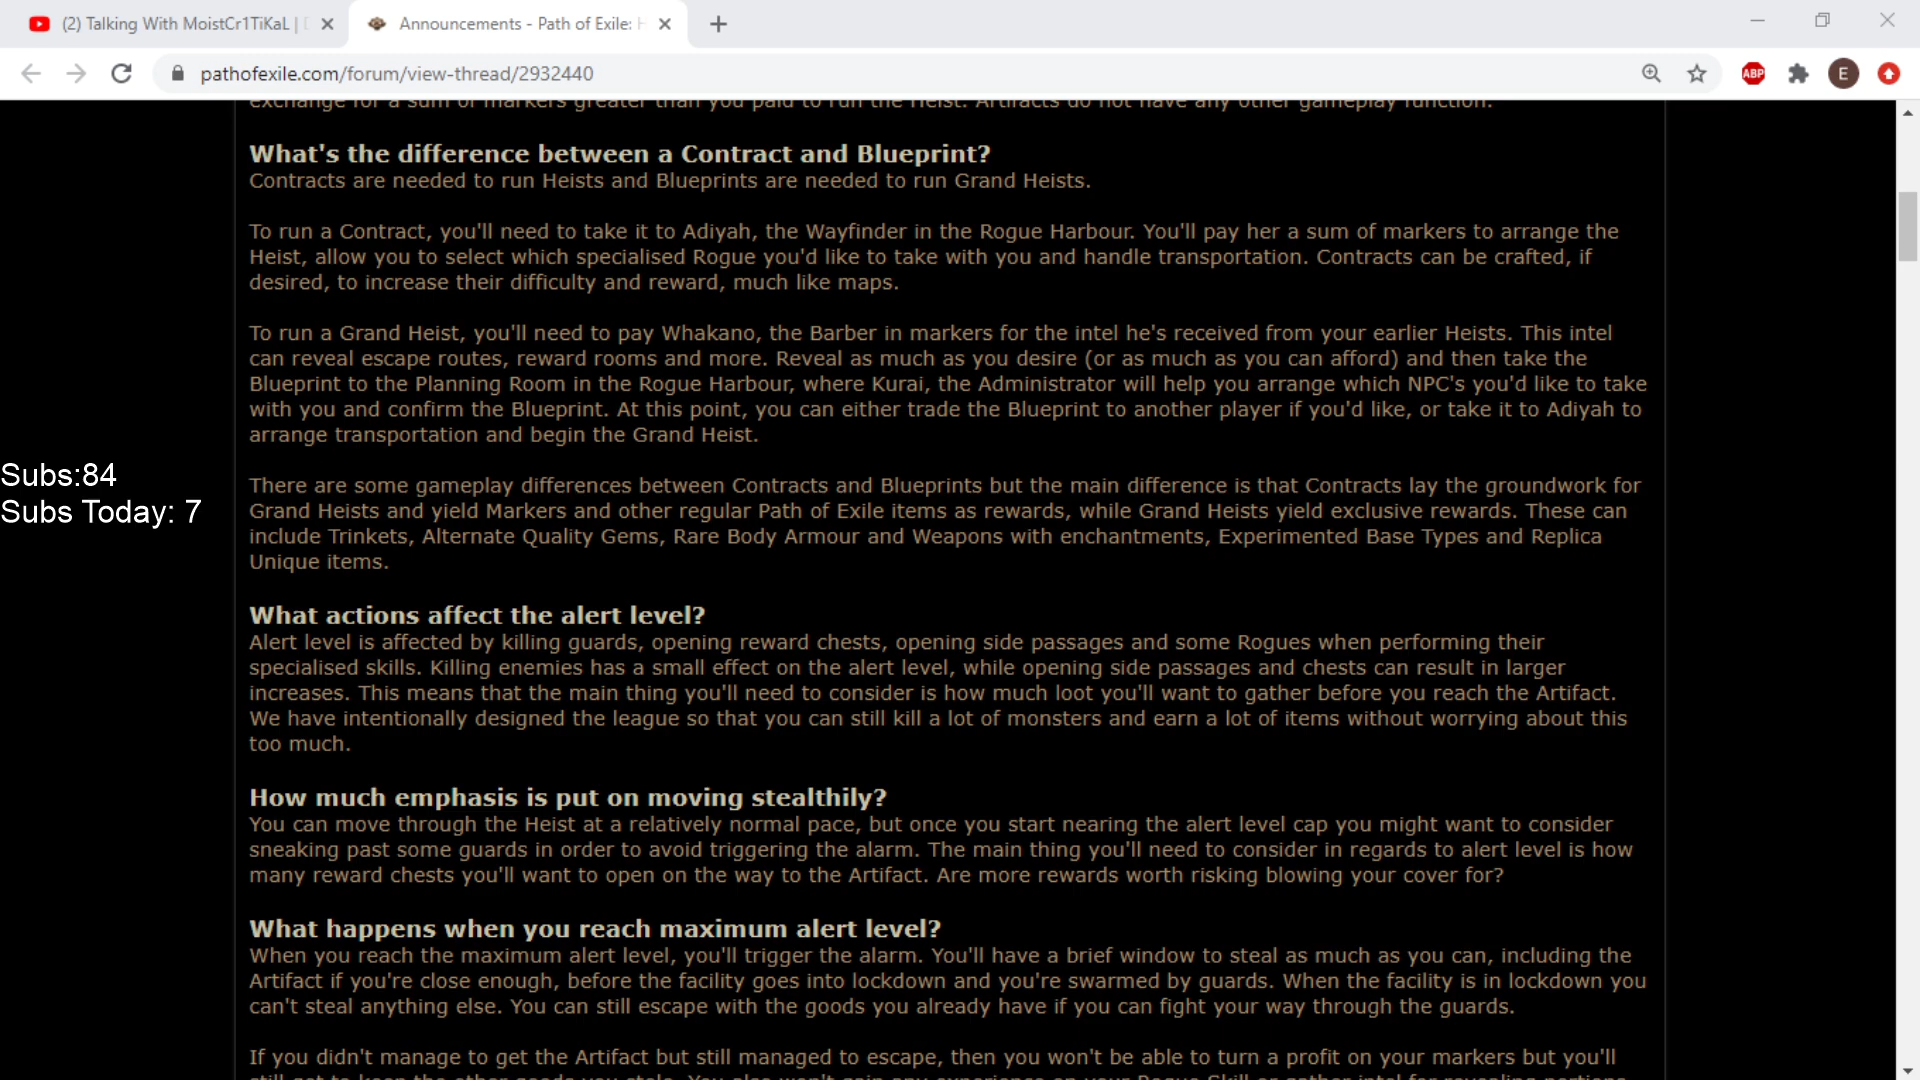 (2) Talking With MoistCr1TiKaL |
Announcements - Path of Exile:
pathofexile.com/forum/view-thread/2932440
ABP
E
exchange for a sum of markers greater than you paid to run the Heist. Artifacts do not have any other gameplay function.
What's the difference between a Contract and Blueprint?
Contracts are needed to run Heists and Blueprints are needed to run Grand Heists.
To run a Contract, you'll need to take it to Adiyah, the Wayfinder in the Rogue Harbour. You'll pay her a sum of markers to arrange the
Heist, allow you to select which specialised Rogue you'd like to take with you and handle transportation. Contracts can be crafted, if
desired, to increase their difficulty and reward, much like maps.
To run a Grand Heist, you'll need to pay Whakano, the Barber in markers for the intel he's received from your earlier Heists. This intel
can reveal escape routes, reward rooms and more. Reveal as much as you desire (or as much as you can afford) and then take the
Blueprint to the Planning Room in the Rogue Harbour, where Kurai, the Administrator will help you arrange which NPC's you'd like to take
with you and confirm the Blueprint. At this point, you can either trade the Blueprint to another player if you'd like, or take it to Adiyah to
arrange transportation and begin the Grand Heist.
Subs:84
Subs Today: 7
There are some gameplay differences between Contracts and Blueprints but the main difference is that Contracts lay the groundwork for
Grand Heists and yield Markers and other regular Path of Exile items as rewards, while Grand Heists yield exclusive rewards. These can
include Trinkets, Alternate Quality Gems, Rare Body Armour and Weapons with enchantments, Experimented Base Types and Replica
Unique items.
What actions affect the alert level?
Alert level is affected by killing guards, opening reward chests, opening side passages and some Rogues when performing their
specialised skills. Killing enemies has a small effect on the alert level, while opening side passages and chests can result in larger
increases. This means that the main thing you'll need to consider is how much loot you'll want to gather before you reach the Artifact.
We have intentionally designed the league so that you can still kill a lot of monsters and earn a lot of items without worrying about this
too much.
How much emphasis is put on moving stealthily?
You can move through the Heist at a relatively normal pace, but once you start nearing the alert level cap you might want to consider
sneaking past some guards in order to avoid triggering the alarm. The main thing you'll need to consider in regards to alert level is how
many reward chests you'll want to open on the way to the Artifact. Are more rewards worth risking blowing your cover for?
What happens when you reach maximum alert level?
When you reach the maximum alert level, you'll trigger the alarm. You'll have a brief window to steal as much as you can, including the
Artifact if you're close enough, before the facility goes into lockdown and you're swarmed by guards. When the facility is in lockdown you
can't steal anything else. You can still escape with the goods you already have if you can fight your way through the guards.
If you didn't manage to get the Artifact but still managed to escape, then you won't be able to turn a profit on your markers but you'll